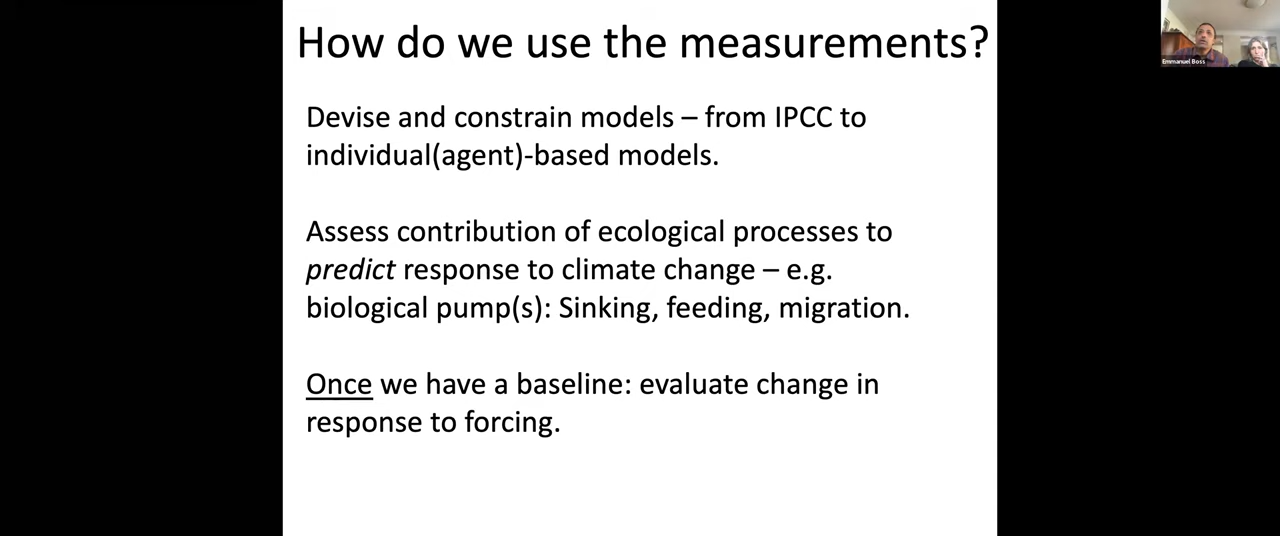 How do we use the measurements?
Emmanuel Boss
Devise and constrain models – from IPCC to
individual(agent)-based models.
Assess contribution of ecological processes to
predict response to climate change – e.g.
biological pump(s): Sinking, feeding, migration.
Once we have a baseline: evaluate change in
response to forcing.